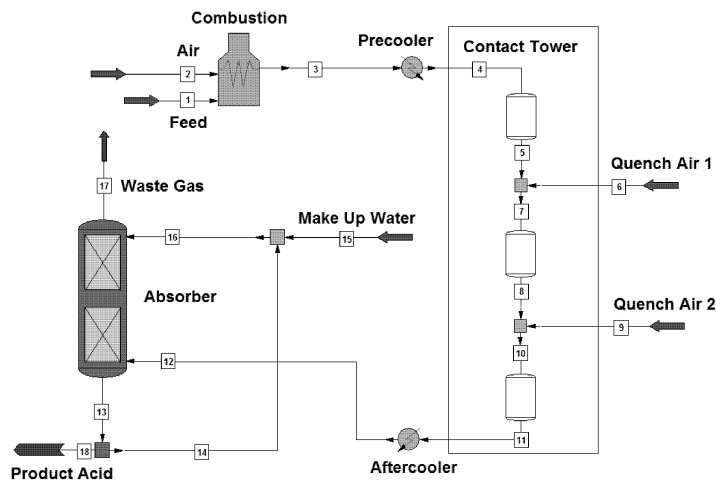 Combustion
Air
Precooler
Contact Tower
2
3
4
1
Feed
5
Quench Air 1
6
17
Waste Gas
7
Make Up Water
16
15
8
Absorber
Quench Air 2
9
10
12
13
11
18
14
Aftercooler
Product Acid